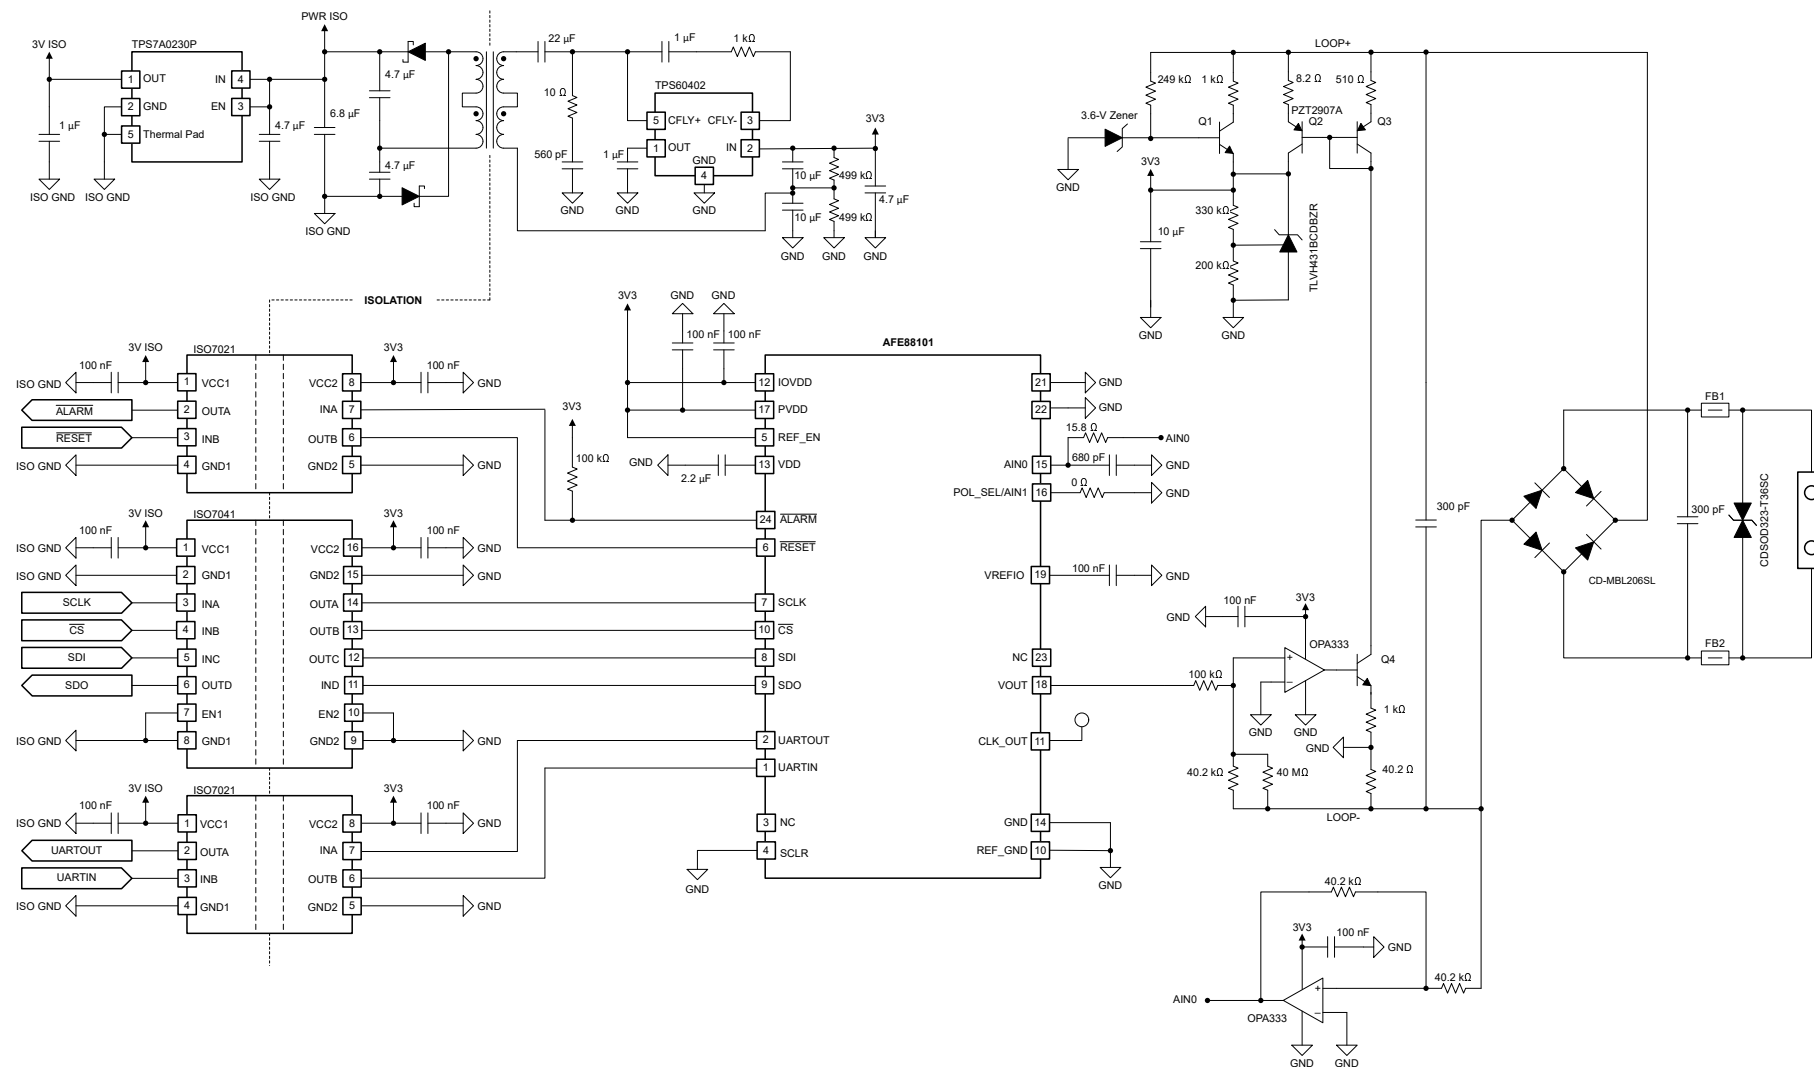 PWR ISO
3V ISO
TPS7A0230P
1 OUT
IN 4
2 GND
EN 3
5 Thermal Pad
1 µF
4.7 µF
6.8 µF
4.7 µF
4.7 µF
ISO GND
ISO GND
ISO GND
ISO GND
22 µF
1 µF
1 kΩ
10 Ω
560 pF
GND
TPS60402
5 CFLY+
CFLY- 3
1 OUT
IN 2
GND
4
1 µF
GND
GND
3V3
10 µF
499 kΩ
10 µF
499 kΩ
4.7 µF
GND
GND
GND
LOOP+
249 kΩ
1 kΩ
8.2 Ω
510 Ω
3.6-V Zener
PZT2907A
Q1
Q2
Q3
GND
3V3
10 µF
330 kΩ
200 kΩ
TLVH431BCDBZR
GND
GND
ISOLATION
ISO7021
3V ISO
100 nF
ISO GND
1 VCC1
VCC2 8
3V3
100 nF
GND
ALARM
2 OUTA
INA 7
RESET
3 INB
OUTB 6
ISO GND
4 GND1
GND2 5
GND
ISO7041
3V ISO
100 nF
ISO GND
1 VCC1
VCC2 16
3V3
100 nF
GND
ISO GND
2 GND1
GND2 15
GND
SCLK
3 INA
OUTA 14
CS
4 INB
OUTB 13
SDI
5 INC
OUTC 12
SDO
6 OUTD
IND 11
7 EN1
EN2 10
ISO GND
8 GND1
GND2 9
GND
ISO7021
3V ISO
100 nF
ISO GND
1 VCC1
VCC2 8
3V3
100 nF
GND
UARTOUT
2 OUTA
INA 7
UARTIN
3 INB
OUTB 6
ISO GND
4 GND1
GND2 5
GND
3V3
GND
GND
100 nF
100 nF
3V3
100 kΩ
GND
2.2 µF
AFE88101
12 IOVDD
17 PVDD
5 REF_EN
13 VDD
24 ALARM
6 RESET
7 SCLK
10 CS
8 SDI
9 SDO
2 UARTOUT
1 UARTIN
3 NC
4 SCLR
GND
21
GND
22
GND
15.8 Ω
AIN0
AIN0 15
680 pF
GND
POL_SEL/AIN1 16
0 Ω
GND
VREFIO 19
100 nF
GND
NC 23
VOUT 18
CLK_OUT 11
GND 14
REF_GND 10
GND
GND
100 nF
3V3
OPA333
+
−
Q4
100 kΩ
GND
GND
1 kΩ
GND
40.2 kΩ
40 MΩ
40.2 Ω
LOOP-
300 pF
CD-MBL206SL
FB1
300 pF
CDSOD323-T36SC
FB2
40.2 kΩ
3V3
100 nF
GND
40.2 kΩ
AIN0
+
−
OPA333
GND
GND